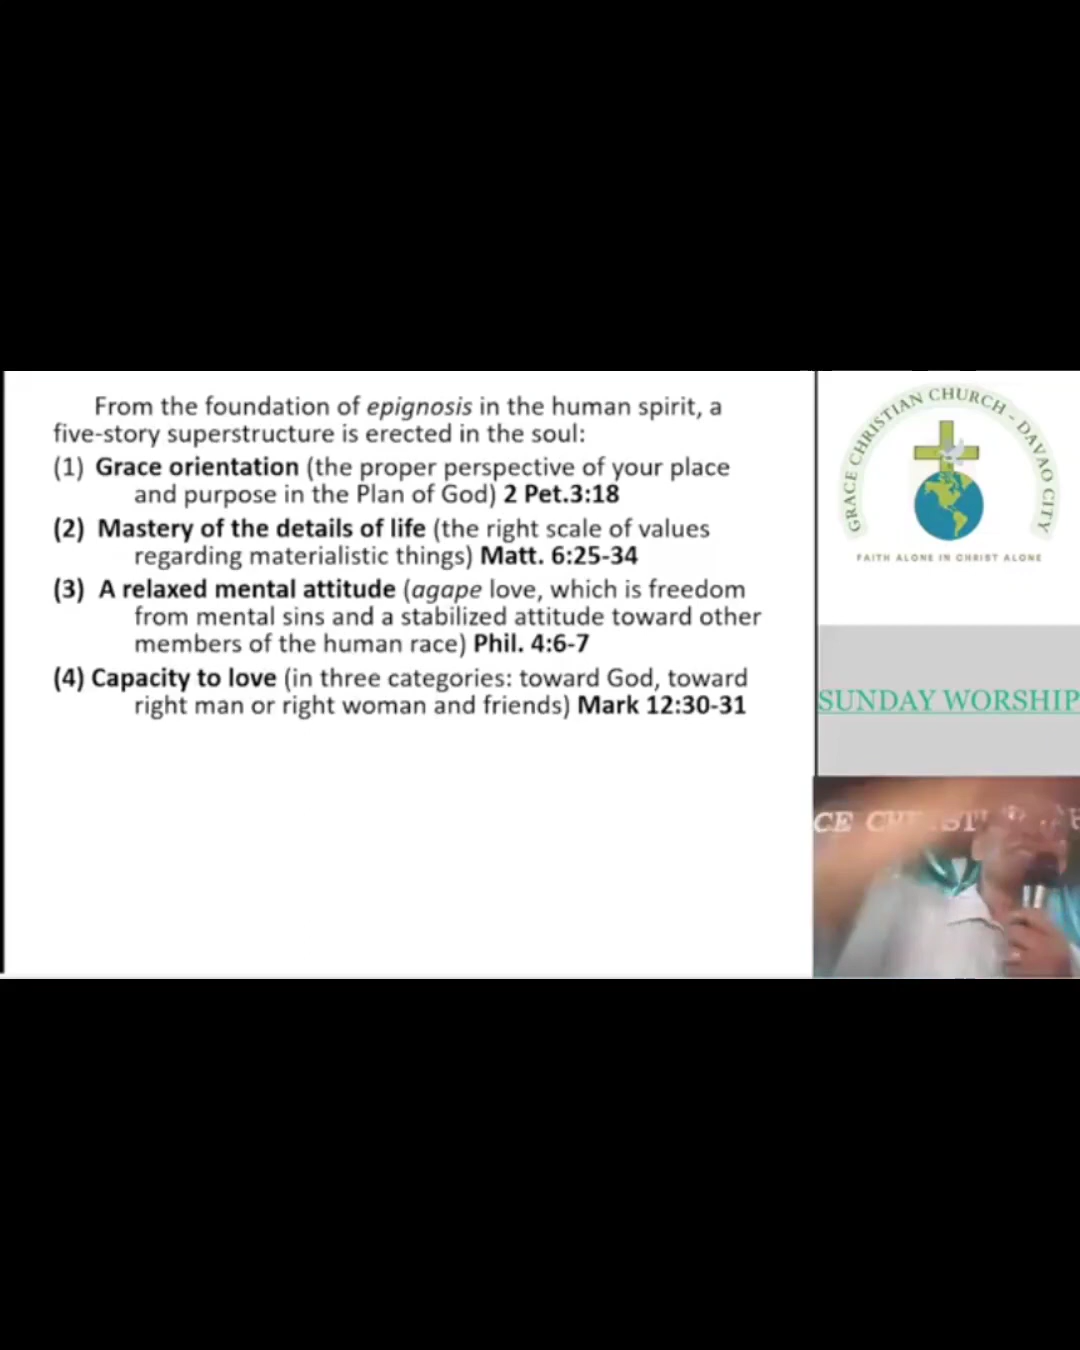 From the foundation of epignosis in the human spirit, a
five-story superstructure is erected in the soul:
(1) Grace orientation (the proper perspective of your place
and purpose in the Plan of God) 2 Pet.3:18
(2) Mastery of the details of life (the right scale of values
regarding materialistic things) Matt. 6:25-34
(3) A relaxed mental attitude (agape love, which is freedom
from mental sins and a stabilized attitude toward other
members of the human race) Phil. 4:6-7
(4) Capacity to love (in three categories: toward God, toward
right man or right woman and friends) Mark 12:30-31
GRACE CHRISTIAN CHURCH - DAVAO CITY
FAITH ALONE IN CHRIST ALONE
SUNDAY WORSHIP
CE